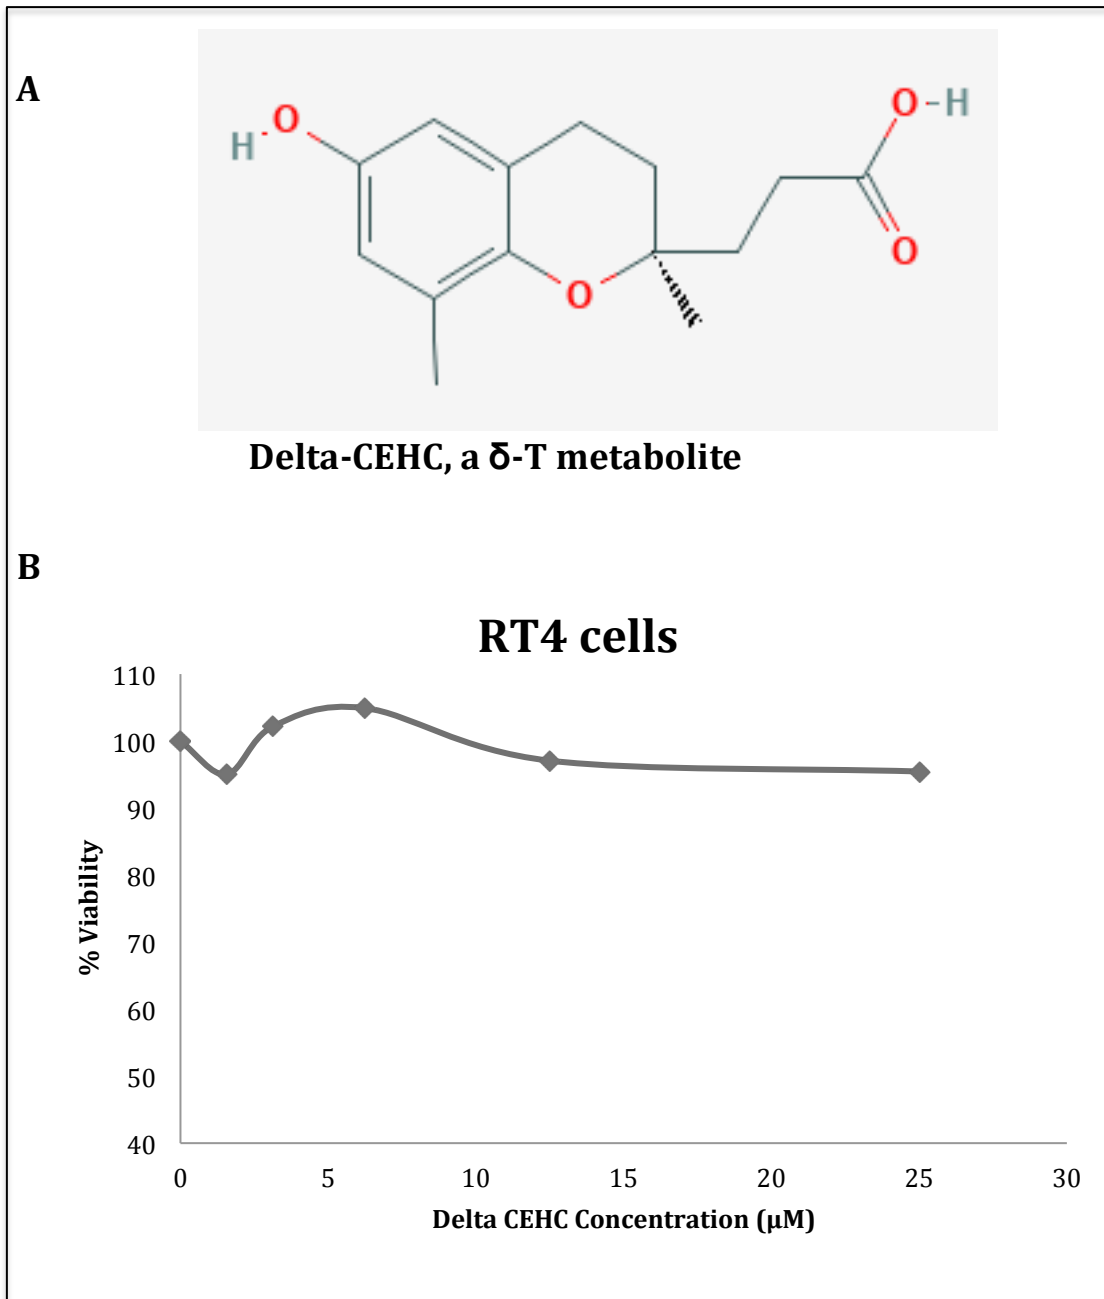 A
H-O
O-H
O
O
Delta-CEHC, a δ-T metabolite
B
RT4 cells
110
100
90
80
70
60
50
40
% Viability
0 5 10 15 20 25 30
Delta CEHC Concentration (µM)